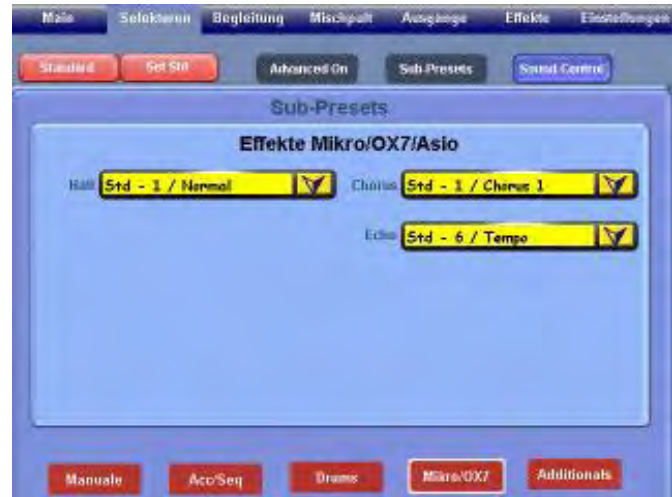 Main Selektieren Begleitung Mischpult Ausgänge Effekte Einstellungen
Standard Set Std Advanced On Sub-Presets Sound Control
Sub-Presets
Effekte Mikro/OX7/Asio
Hall Std - 1 / Normal Chorus Std - 1 / Chorus 1
Echo Std - 6 / Tempo
Manuale Acc/Seq Drums Mikro/OX7 Additionals